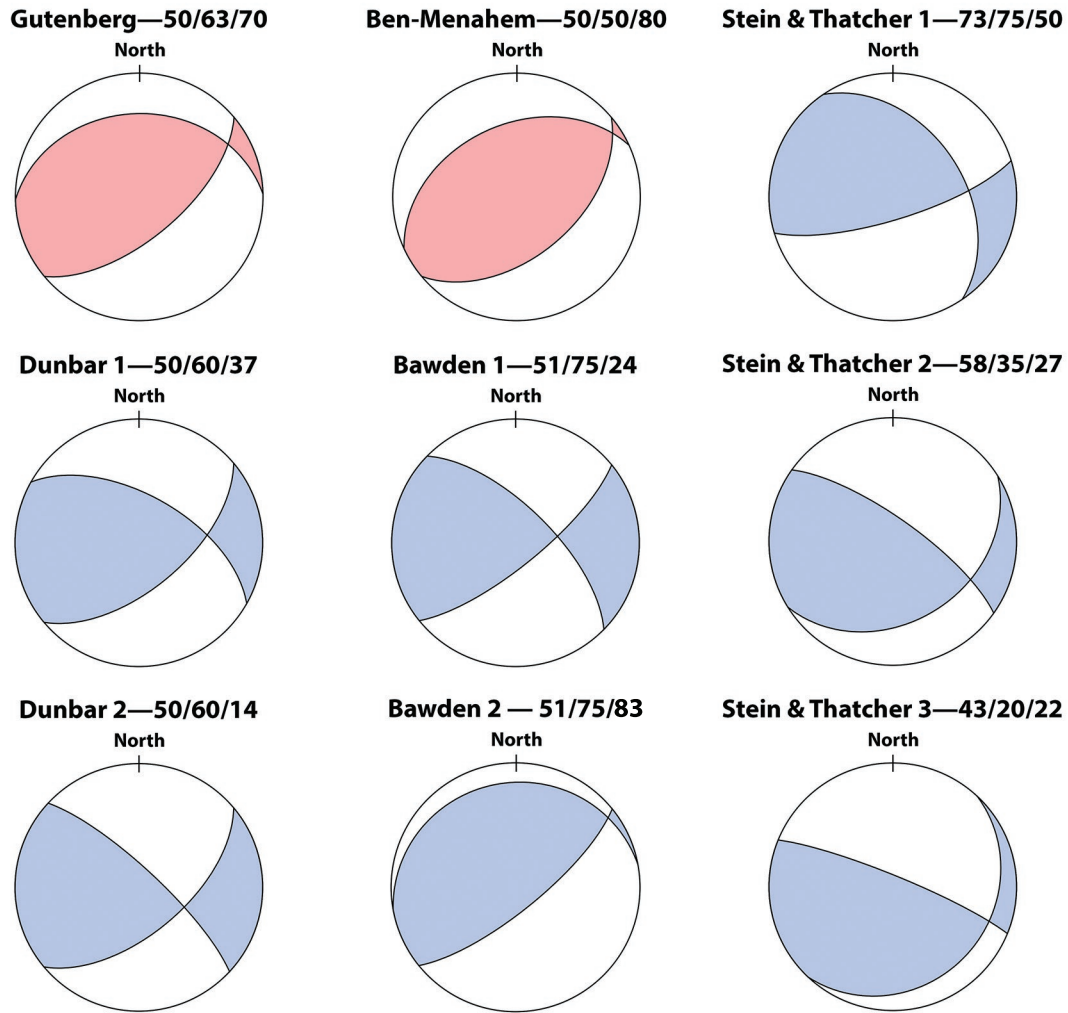 Gutenberg—50/63/70
North
Ben-Menahem—50/50/80
North
Stein & Thatcher 1—73/75/50
North
Dunbar 1—50/60/37
North
Bawden 1—51/75/24
North
Stein & Thatcher 2—58/35/27
North
Dunbar 2—50/60/14
North
Bawden 2 — 51/75/83
North
Stein & Thatcher 3—43/20/22
North